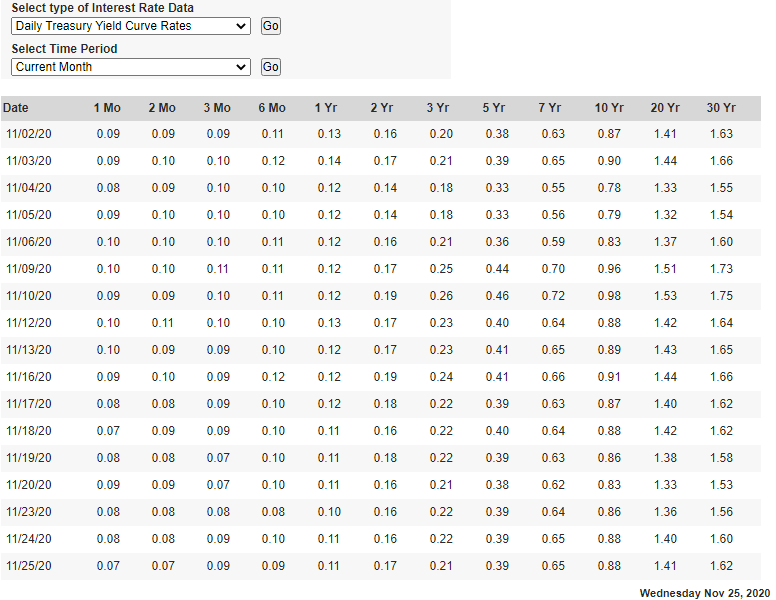 Select type of Interest Rate Data
Daily Treasury Yield Curve Rates Go
Select Time Period
Current Month Go
Date 1 Mo 2 Mo 3 Mo 6 Mo 1 Yr 2 Yr 3 Yr 5 Yr 7 Yr 10 Yr 20 Yr 30 Yr
11/02/20 0.09 0.09 0.09 0.11 0.13 0.16 0.20 0.38 0.63 0.87 1.41 1.63
11/03/20 0.09 0.10 0.10 0.12 0.14 0.17 0.21 0.39 0.65 0.90 1.44 1.66
11/04/20 0.08 0.09 0.10 0.10 0.12 0.14 0.18 0.33 0.55 0.78 1.33 1.55
11/05/20 0.09 0.10 0.10 0.10 0.12 0.14 0.18 0.33 0.56 0.79 1.32 1.54
11/06/20 0.10 0.10 0.10 0.11 0.12 0.16 0.21 0.36 0.59 0.83 1.37 1.60
11/09/20 0.10 0.10 0.11 0.11 0.12 0.17 0.25 0.44 0.70 0.96 1.51 1.73
11/10/20 0.09 0.09 0.10 0.11 0.12 0.19 0.26 0.46 0.72 0.98 1.53 1.75
11/12/20 0.10 0.11 0.10 0.10 0.13 0.17 0.23 0.40 0.64 0.88 1.42 1.64
11/13/20 0.10 0.09 0.09 0.10 0.12 0.17 0.23 0.41 0.65 0.89 1.43 1.65
11/16/20 0.09 0.10 0.09 0.12 0.12 0.19 0.24 0.41 0.66 0.91 1.44 1.66
11/17/20 0.08 0.08 0.09 0.10 0.12 0.18 0.22 0.39 0.63 0.87 1.40 1.62
11/18/20 0.07 0.09 0.09 0.10 0.11 0.16 0.22 0.40 0.64 0.88 1.42 1.62
11/19/20 0.08 0.08 0.07 0.10 0.11 0.18 0.22 0.39 0.63 0.86 1.38 1.58
11/20/20 0.09 0.09 0.07 0.10 0.11 0.16 0.21 0.38 0.62 0.83 1.33 1.53
11/23/20 0.08 0.08 0.08 0.08 0.10 0.16 0.22 0.39 0.64 0.86 1.36 1.56
11/24/20 0.08 0.08 0.09 0.10 0.11 0.16 0.22 0.39 0.65 0.88 1.40 1.60
11/25/20 0.07 0.07 0.09 0.09 0.11 0.17 0.21 0.39 0.65 0.88 1.41 1.62
Wednesday Nov 25, 2020